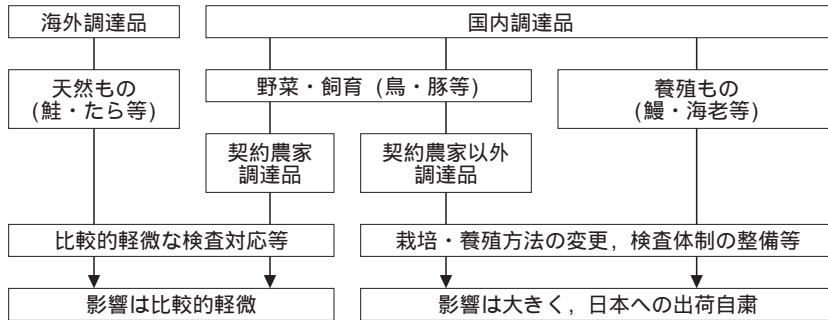 海外調達品
国内調達品
天然もの
(鮭・たら等)
野菜・飼育（鳥・豚等）
養殖もの
(鰻・海老等)
契約農家
調達品
契約農家以外
調達品
比較的軽微な検査対応等
栽培・養殖方法の変更，検査体制の整備等
影響は比較的軽微
影響は大きく，日本への出荷自粛